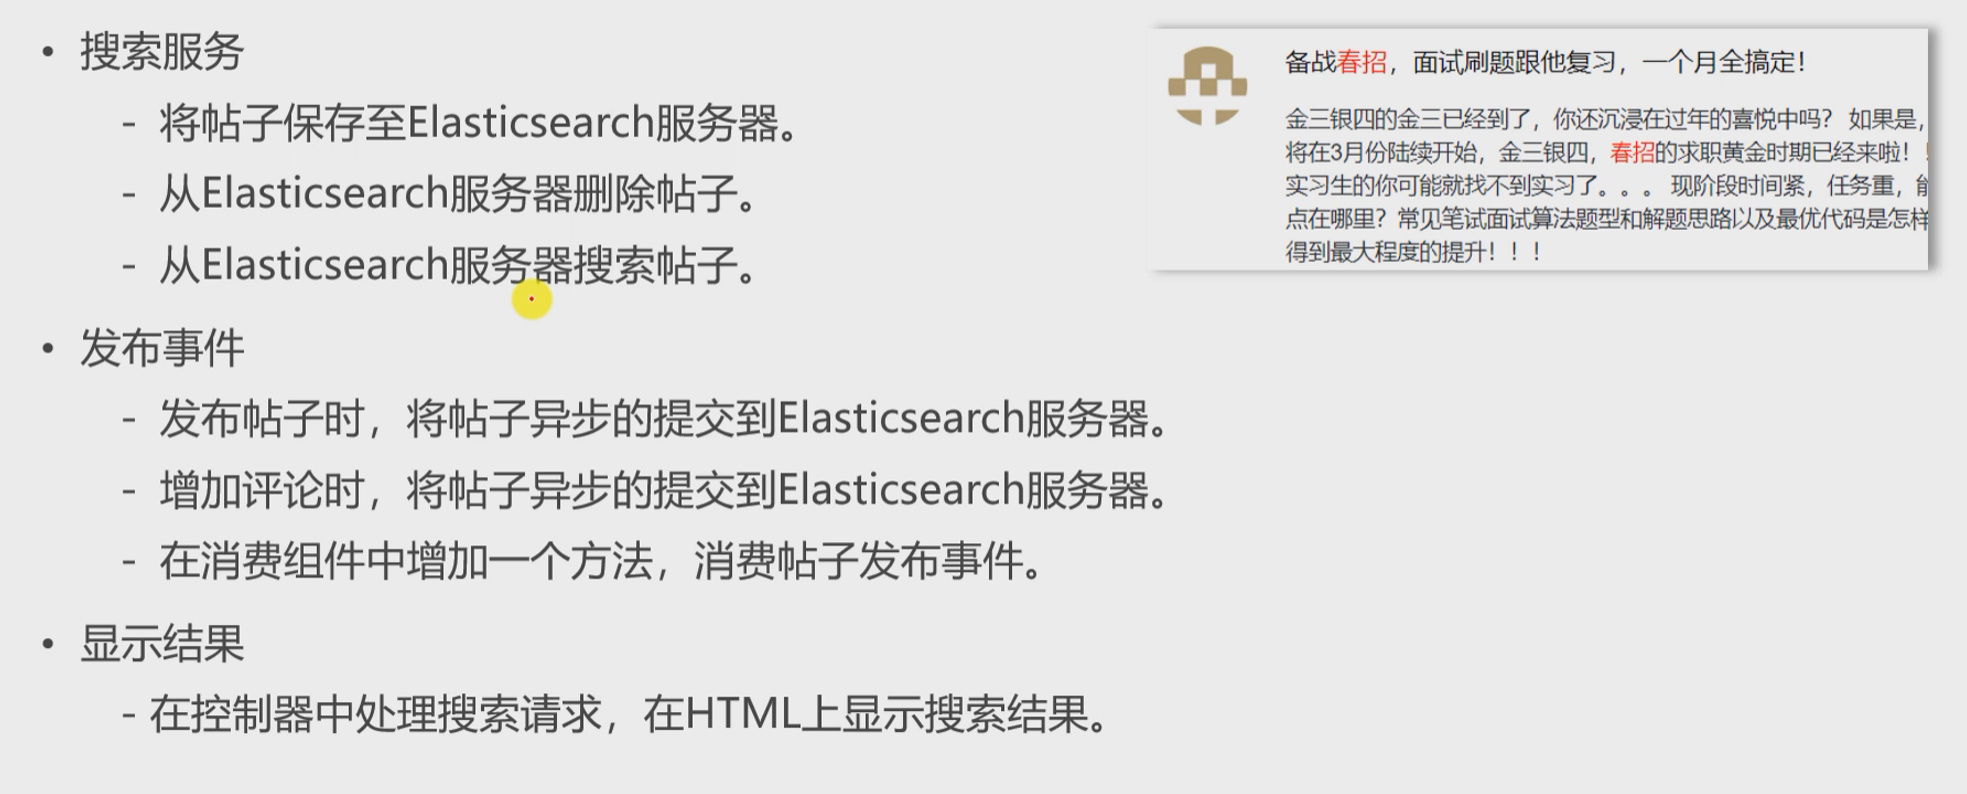 • 搜索服务
- 将帖子保存至Elasticsearch服务器。
- 从Elasticsearch服务器删除帖子。
- 从Elasticsearch服务器搜索帖子。
• 发布事件
- 发布帖子时，将帖子异步的提交到Elasticsearch服务器。
- 增加评论时，将帖子异步的提交到Elasticsearch服务器。
- 在消费组件中增加一个方法，消费帖子发布事件。
• 显示结果
- 在控制器中处理搜索请求，在HTML上显示搜索结果。
备战春招，面试刷题跟他复习，一个月全搞定！
金三银四的金三已经到了，你还沉浸在过年的喜悦中吗？ 如果是，
将在3月份陆续开始，金三银四，春招的求职黄金时期已经来啦！！
实习生的你可能就找不到实习了。。。 现阶段时间紧，任务重，能
点在哪里？常见笔试面试算法题型和解题思路以及最优代码是怎样
得到最大程度的提升！！！